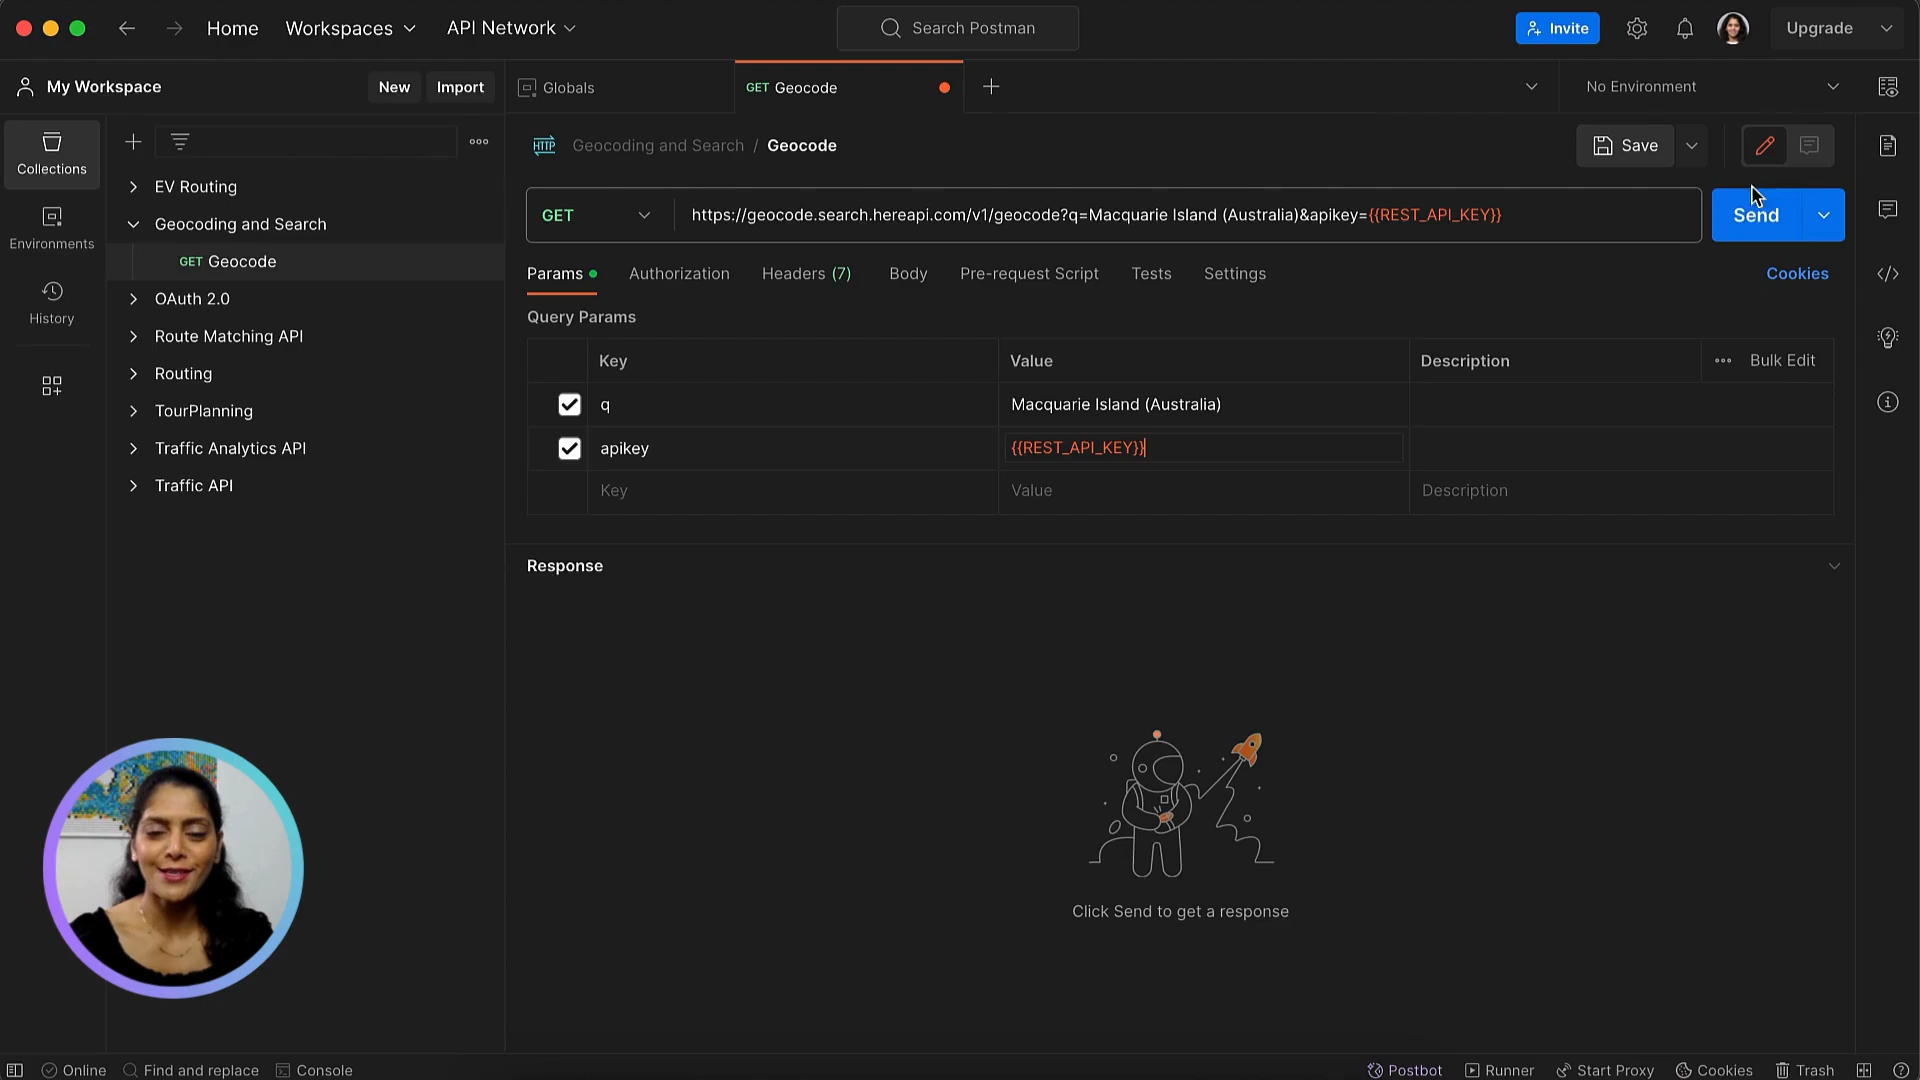 Home
Workspaces
API Network
Search Postman
Invite
Upgrade
My Workspace
New
Import
Globals
GET Geocode
No Environment
Collections
Environments
History
EV Routing
Geocoding and Search
GET Geocode
OAuth 2.0
Route Matching API
Routing
TourPlanning
Traffic Analytics API
Traffic API
HTTP
Geocoding and Search / Geocode
Save
GET
https://geocode.search.hereapi.com/v1/geocode?q=Macquarie Island (Australia)&apikey={{REST_API_KEY}}
Send
Params
Authorization
Headers (7)
Body
Pre-request Script
Tests
Settings
Cookies
Query Params
Key
Value
Description
Bulk Edit
q
Macquarie Island (Australia)
apikey
{{REST_API_KEY}}
Key
Value
Description
Response
Click Send to get a response
Online
Find and replace
Console
Postbot
Runner
Start Proxy
Cookies
Trash